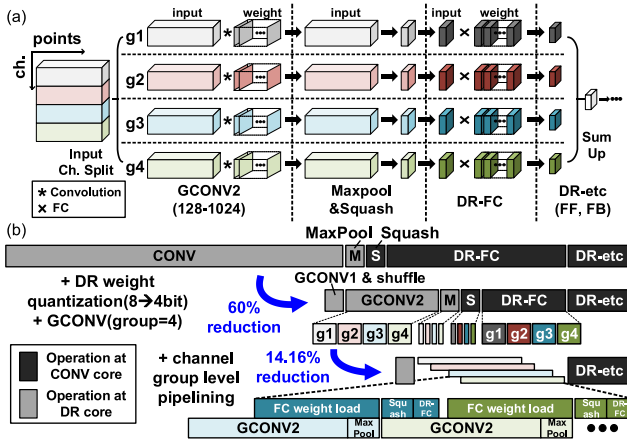 (a)
points
ch.
Input
Ch. Split
* Convolution
× FC
input weight input input weight
g1 * ••• ×  •••
g2 * ••• × •••
g3 * ••• × •••
g4 * ••• × •••
GCONV2
(128-1024)
Maxpool
&Squash
DR-FC
DR-etc
(FF, FB)
Sum
Up
•••
(b)
MaxPool Squash
CONV M S DR-FC DR-etc
+ DR weight
quantization(8→4bit)
+ GCONV(group=4)
60%
reduction
GCONV1 & shuffle
GCONV2 M S DR-FC DR-etc
g1 g2 g3 g4 g1 g2 g3 g4
Operation at
CONV core
Operation at
DR core
+ channel
group level
pipelining
14.16%
reduction
DR-etc
FC weight load Squ ash DR-FC FC weight load Squ ash DR-FC
GCONV2 Max Pool GCONV2 Max Pool •••